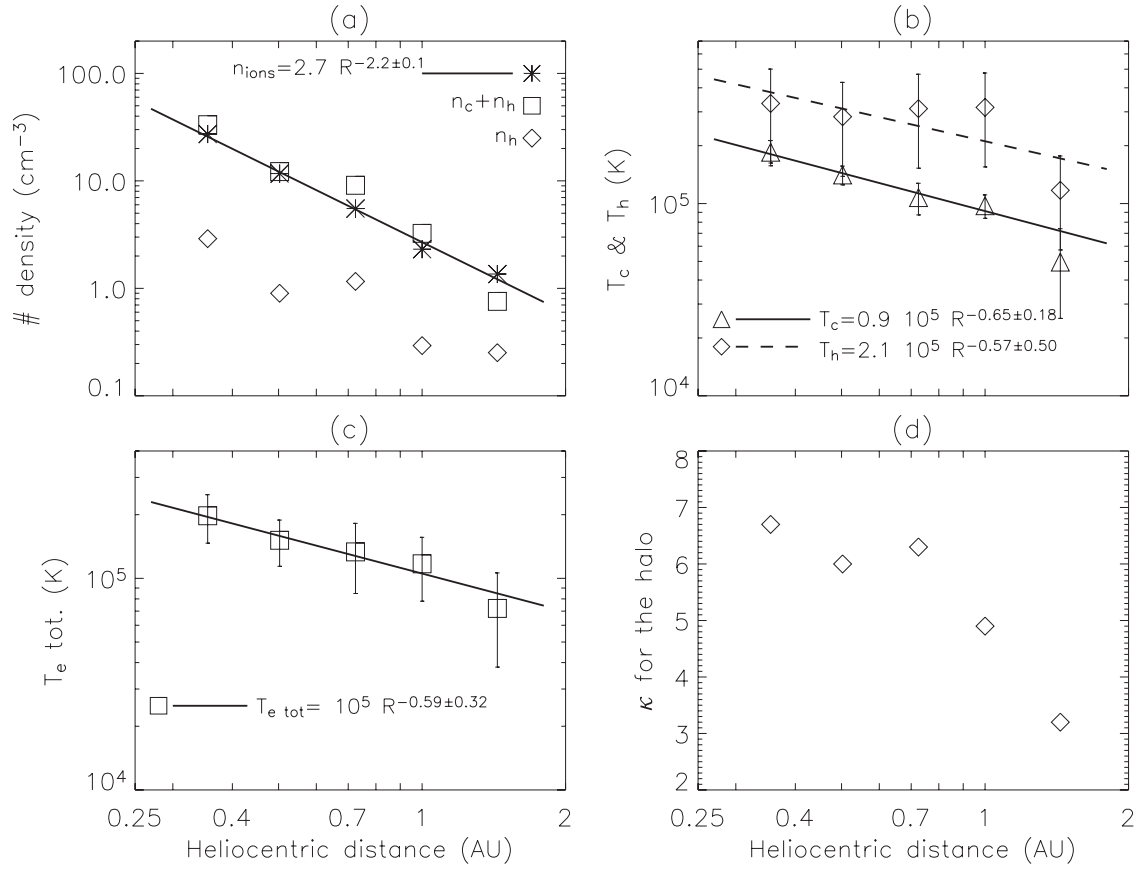 (a)
n_ions=2.7 R^−2.2±0.1
n_c+n_h
n_h
100.0
10.0
1.0
0.1
# density (cm^−3)
(b)
T_c & T_h (K)
10^5
10^4
T_c=0.9 10^5 R^−0.65±0.18
T_h=2.1 10^5 R^−0.57±0.50
(c)
T_e tot. (K)
10^5
10^4
T_e tot= 10^5 R^−0.59±0.32
0.25 0.4 0.7 1 2
Heliocentric distance (AU)
(d)
κ for the halo
8
7
6
5
4
3
2
0.25 0.4 0.7 1 2
Heliocentric distance (AU)